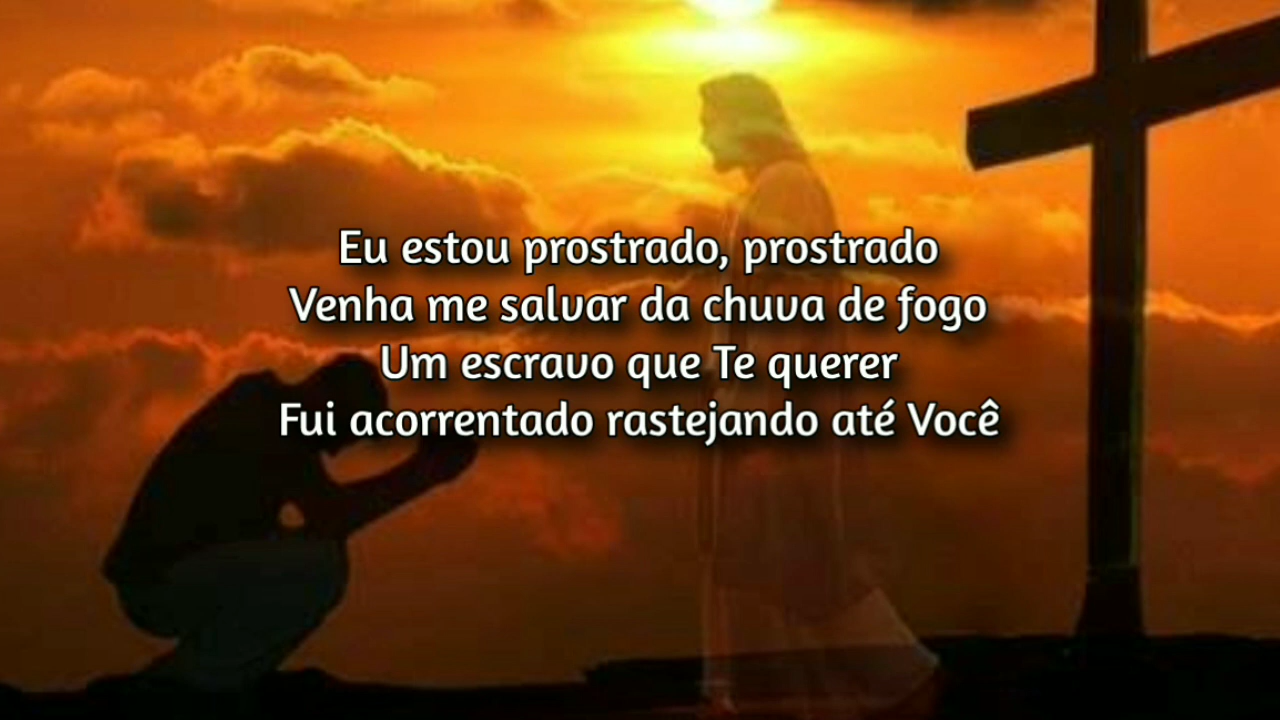 Eu estou prostrado, prostrado
Venha me salvar da chuva de fogo
Um escravo que Te querer
Fui acorrentado rastejando até Você